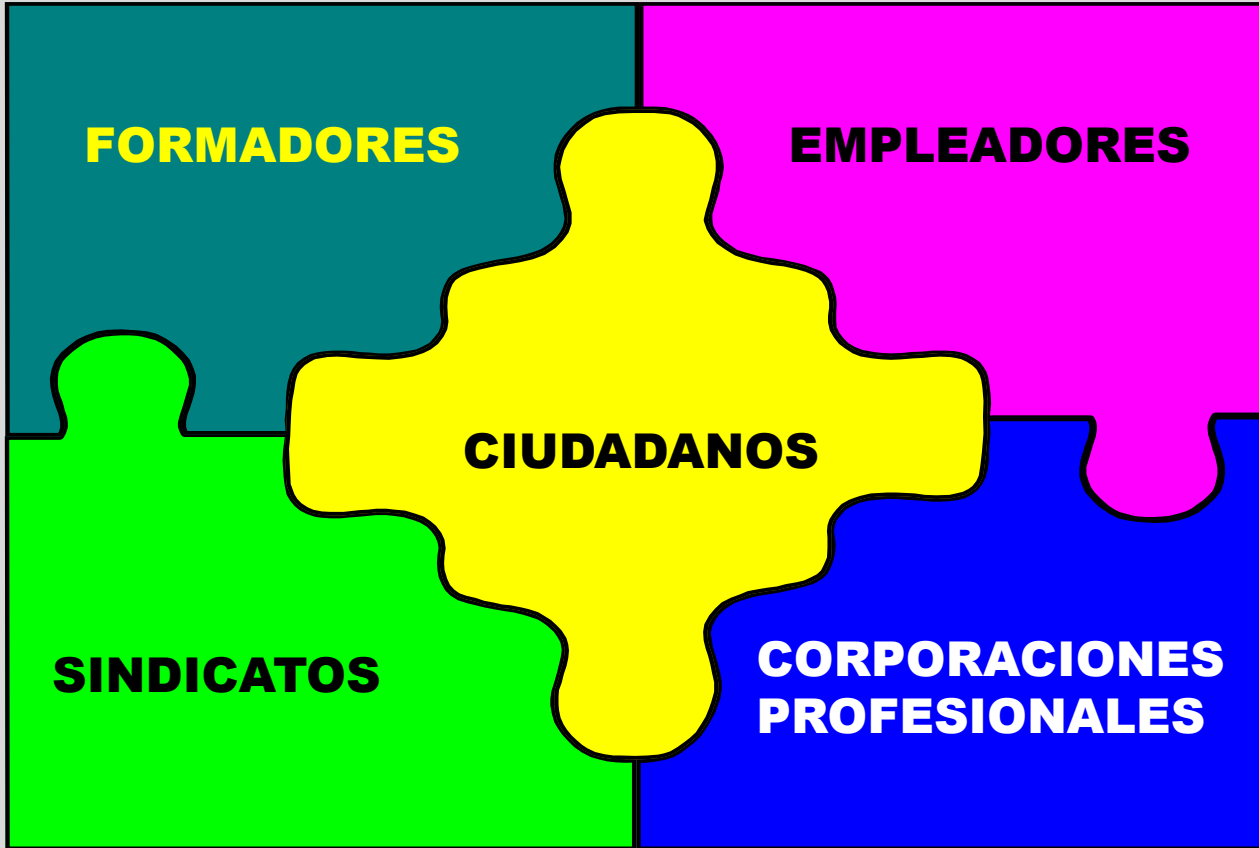 FORMADORES
EMPLEADORES
CIUDADANOS
SINDICATOS
CORPORACIONES
PROFESIONALES